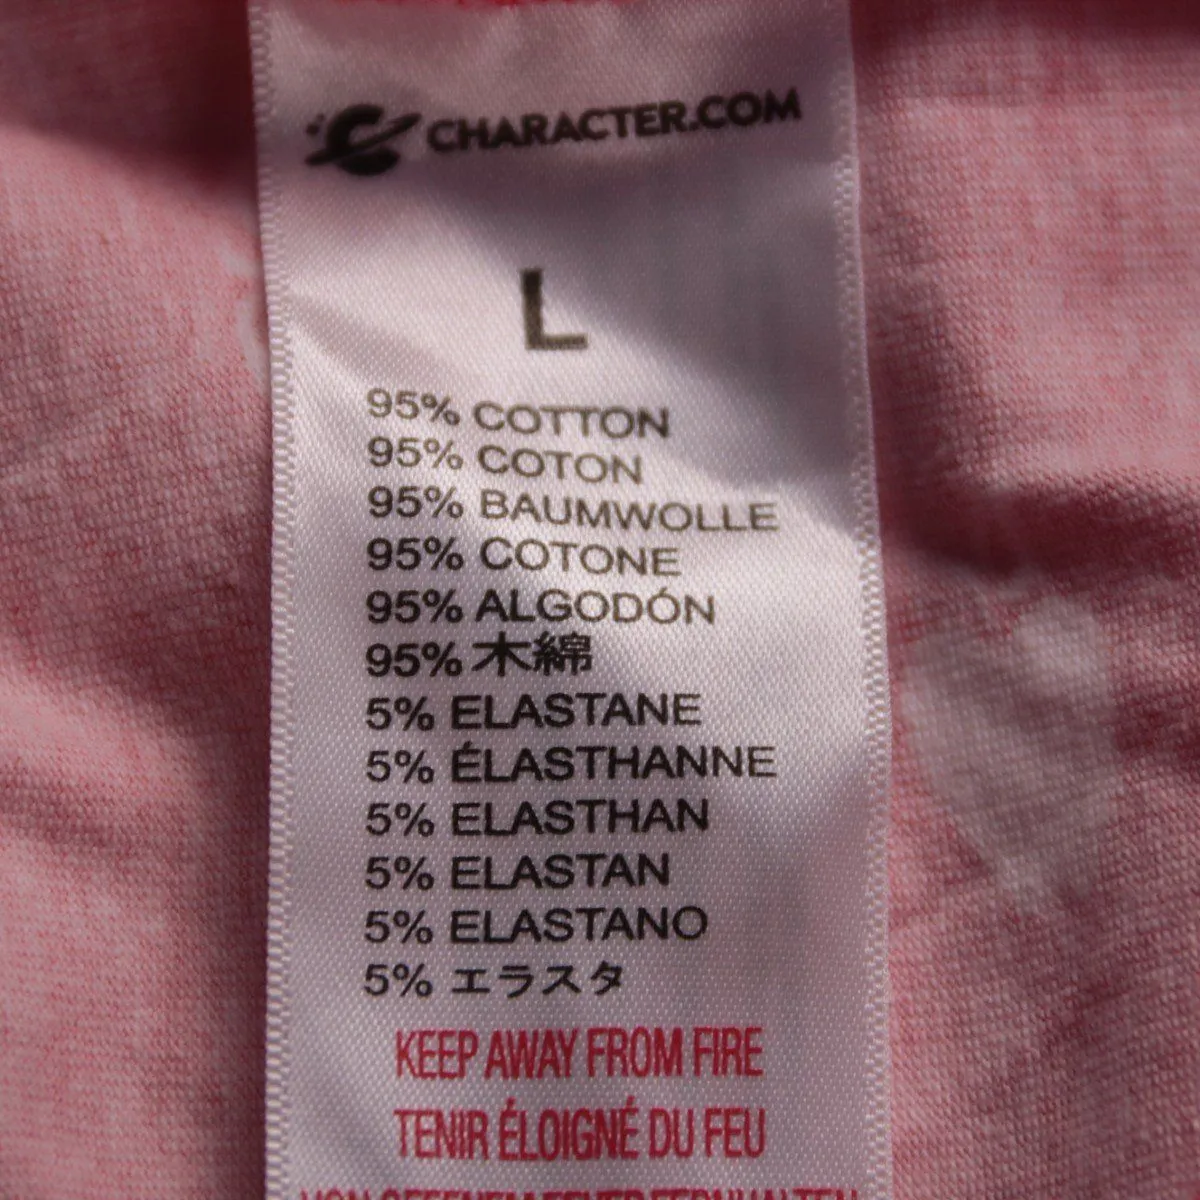 CHARACTER.COM
L
95% COTTON
95% COTON
95% BAUMWOLLE
95% COTONE
95% ALGODÓN
95% 木綿
5% ELASTANE
5% ÉLASTHANNE
5% ELASTHAN
5% ELASTAN
5% ELASTANO
5% エラスタ
KEEP AWAY FROM FIRE
TENIR ÉLOIGNÉ DU FEU